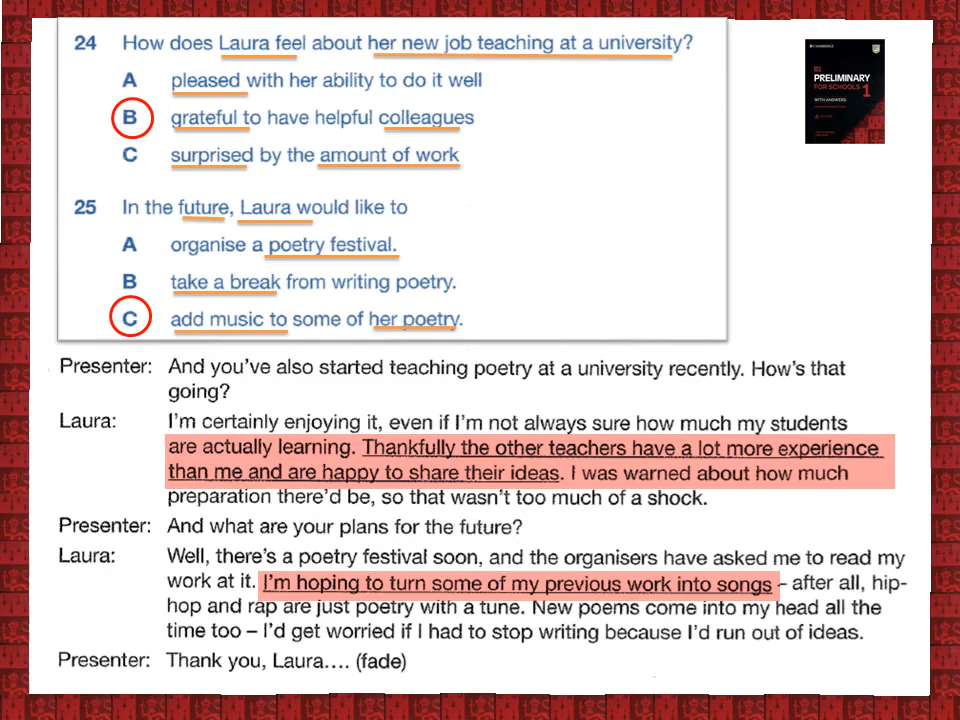 24 How does Laura feel about her new job teaching at a university?
A pleased with her ability to do it well
B grateful to have helpful colleagues
C surprised by the amount of work
25 In the future, Laura would like to
A organise a poetry festival.
B take a break from writing poetry.
C add music to some of her poetry.
B1
PRELIMINARY
FOR SCHOOLS 1
WITH ANSWERS
Presenter: And you've also started teaching poetry at a university recently. How's that
going?
Laura: I'm certainly enjoying it, even if I'm not always sure how much my students
are actually learning. Thankfully the other teachers have a lot more experience
than me and are happy to share their ideas. I was warned about how much
preparation there'd be, so that wasn't too much of a shock.
Presenter: And what are your plans for the future?
Laura: Well, there's a poetry festival soon, and the organisers have asked me to read my
work at it. I'm hoping to turn some of my previous work into songs – after all, hip-
hop and rap are just poetry with a tune. New poems come into my head all the
time too – I'd get worried if I had to stop writing because I'd run out of ideas.
Presenter: Thank you, Laura.... (fade)